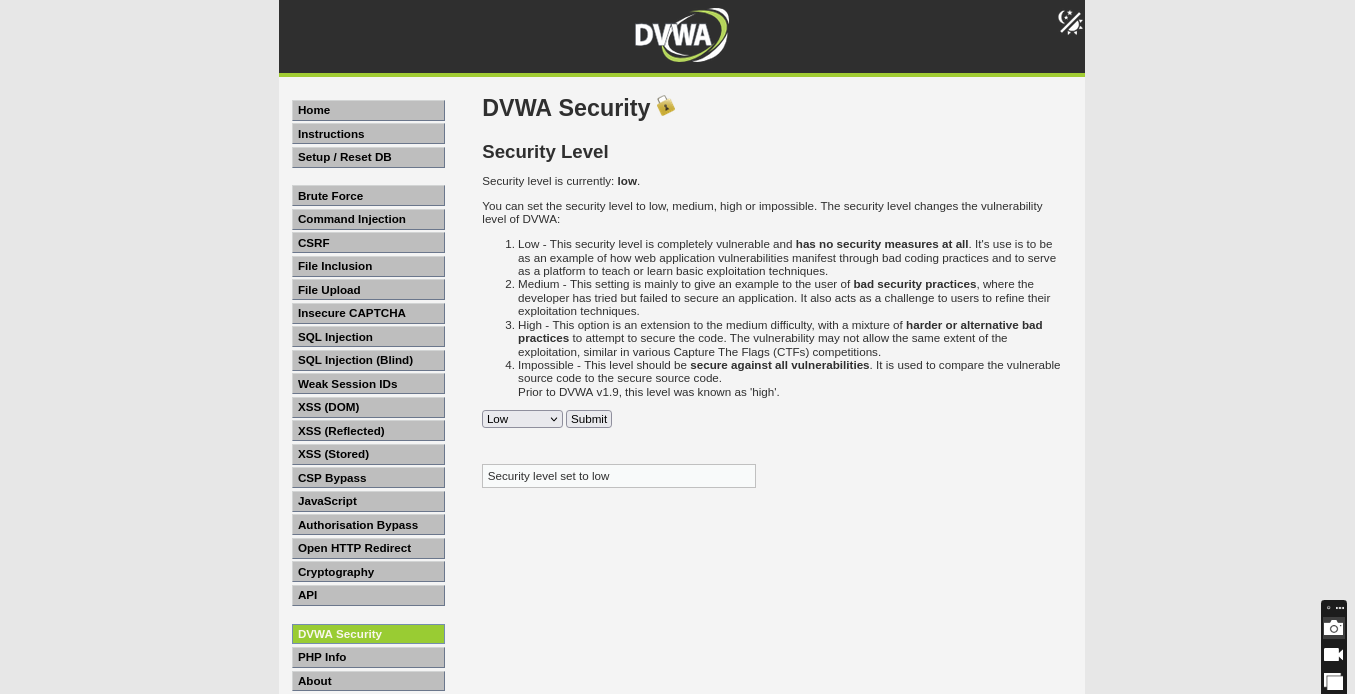 DVWA
Home
Instructions
Setup / Reset DB
Brute Force
Command Injection
CSRF
File Inclusion
File Upload
Insecure CAPTCHA
SQL Injection
SQL Injection (Blind)
Weak Session IDs
XSS (DOM)
XSS (Reflected)
XSS (Stored)
CSP Bypass
JavaScript
Authorisation Bypass
Open HTTP Redirect
Cryptography
API
DVWA Security
PHP Info
About
DVWA Security
Security Level
Security level is currently: low.
You can set the security level to low, medium, high or impossible. The security level changes the vulnerability
level of DVWA:
1. Low - This security level is completely vulnerable and has no security measures at all. It's use is to be
as an example of how web application vulnerabilities manifest through bad coding practices and to serve
as a platform to teach or learn basic exploitation techniques.
2. Medium - This setting is mainly to give an example to the user of bad security practices, where the
developer has tried but failed to secure an application. It also acts as a challenge to users to refine their
exploitation techniques.
3. High - This option is an extension to the medium difficulty, with a mixture of harder or alternative bad
practices to attempt to secure the code. The vulnerability may not allow the same extent of the
exploitation, similar in various Capture The Flags (CTFs) competitions.
4. Impossible - This level should be secure against all vulnerabilities. It is used to compare the vulnerable
source code to the secure source code.
Prior to DVWA v1.9, this level was known as 'high'.
Low Submit
Security level set to low